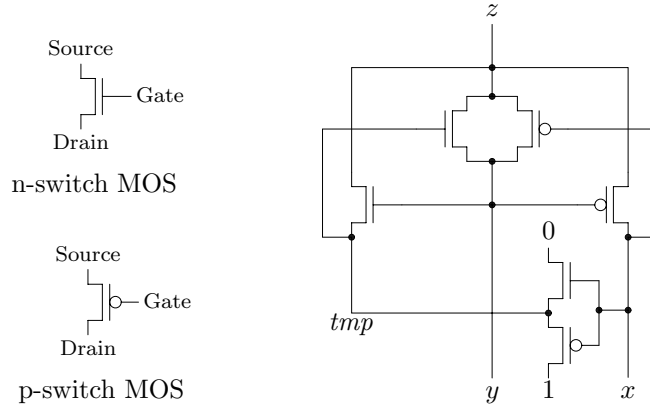 Source
Gate
Drain
n-switch MOS
Source
Gate
Drain
p-switch MOS
z
0
tmp
y
1
x